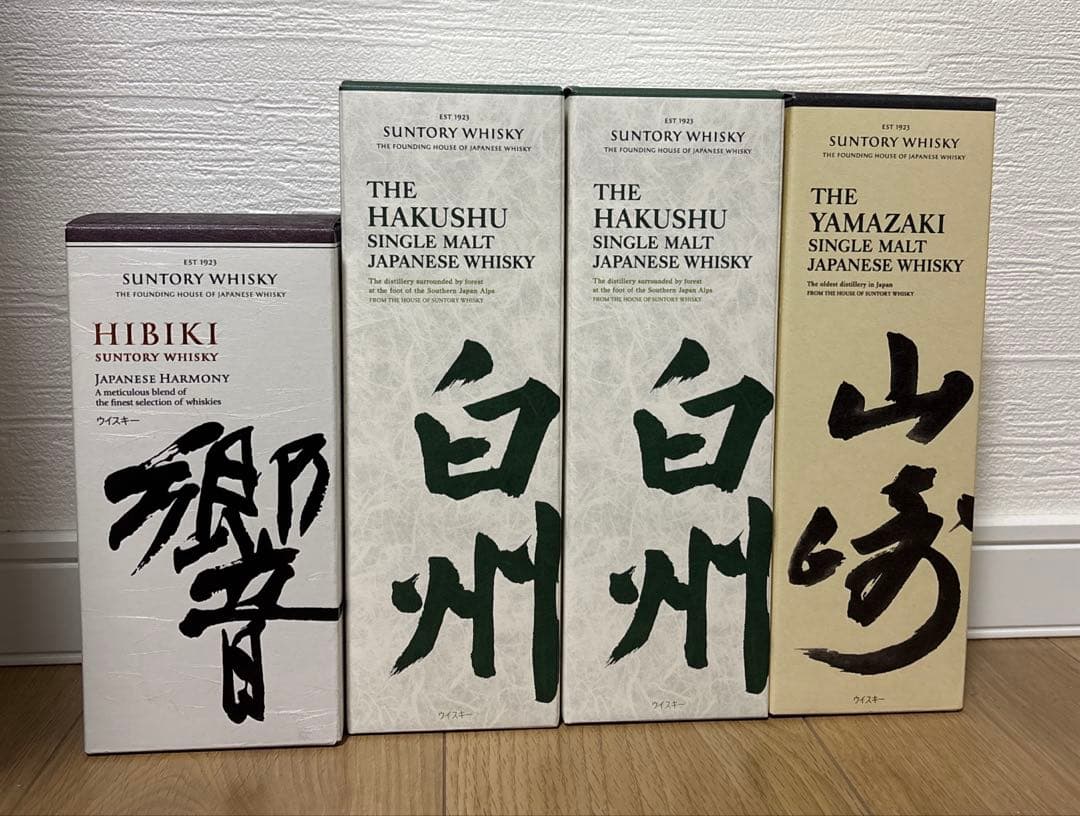 EST 1923
SUNTORY WHISKY
THE FOUNDING HOUSE OF JAPANESE WHISKY
HIBIKI
SUNTORY WHISKY
JAPANESE HARMONY
A meticulous blend of
the finest selection of whiskies
ウイスキー
響
EST 1923
SUNTORY WHISKY
THE FOUNDING HOUSE OF JAPANESE WHISKY
THE
HAKUSHU
SINGLE MALT
JAPANESE WHISKY
The distillery surrounded by forest
at the foot of the Southern Japan Alps
FROM THE HOUSE OF SUNTORY WHISKY
白
州
ウイスキー
EST 1923
SUNTORY WHISKY
THE FOUNDING HOUSE OF JAPANESE WHISKY
THE
HAKUSHU
SINGLE MALT
JAPANESE WHISKY
The distillery surrounded by forest
at the foot of the Southern Japan Alps
FROM THE HOUSE OF SUNTORY WHISKY
白
州
ウイスキー
EST 1923
SUNTORY WHISKY
THE FOUNDING HOUSE OF JAPANESE WHISKY
THE
YAMAZAKI
SINGLE MALT
JAPANESE WHISKY
The oldest distillery in Japan
FROM THE HOUSE OF SUNTORY WHISKY
山
崎
ウイスキー